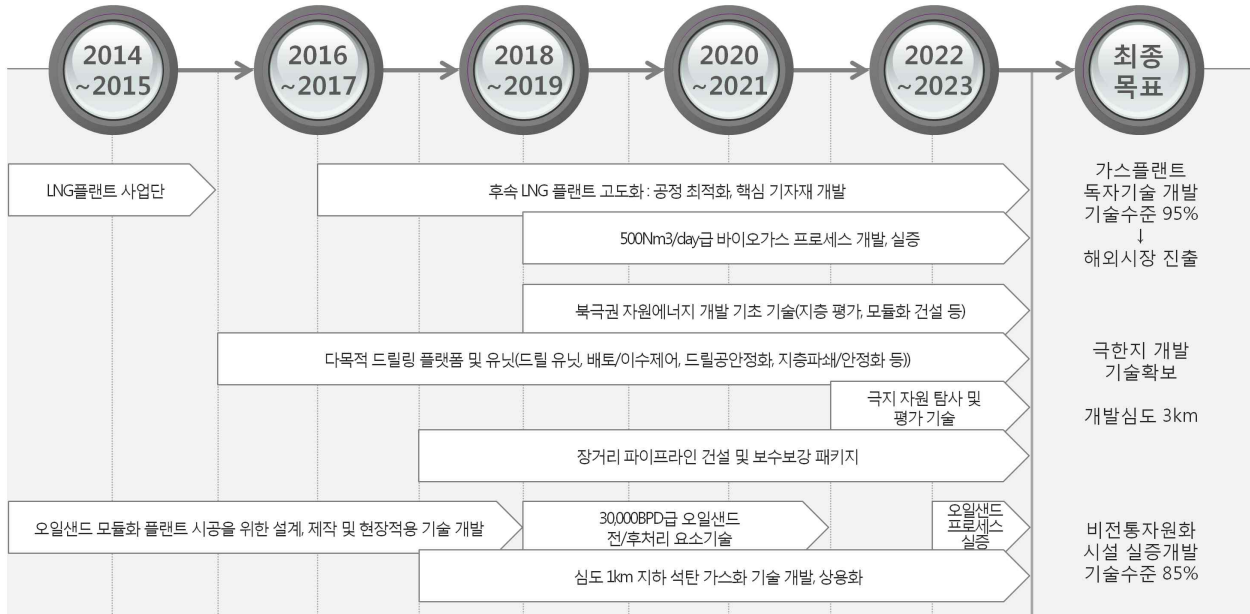 2014
~2015
2016
~2017
2018
~2019
2020
~2021
2022
~2023
최종
목표
LNG플랜트 사업단
후속 LNG 플랜트 고도화 : 공정 최적화, 핵심 기자재 개발
500Nm3/day급 바이오가스 프로세스 개발, 실증
가스플랜트
독자기술 개발
기술수준 95%
↓
해외시장 진출
북극권 자원에너지 개발 기초 기술(지층 평가, 모듈화 건설 등)
다목적 드릴링 플랫폼 및 유닛(드릴 유닛, 배토/이수제어, 드릴공안정화, 지층파쇄/안정화 등))
극지 자원 탐사 및
평가 기술
장거리 파이프라인 건설 및 보수보강 패키지
극한지 개발
기술확보
개발심도 3km
오일샌드 모듈화 플랜트 시공을 위한 설계, 제작 및 현장적용 기술 개발
30,000BPD급 오일샌드
전/후처리 요소기술
오일샌드
프로세스
실증
심도 1km 지하 석탄 가스화 기술 개발, 상용화
비전통자원화
시설 실증개발
기술수준 85%